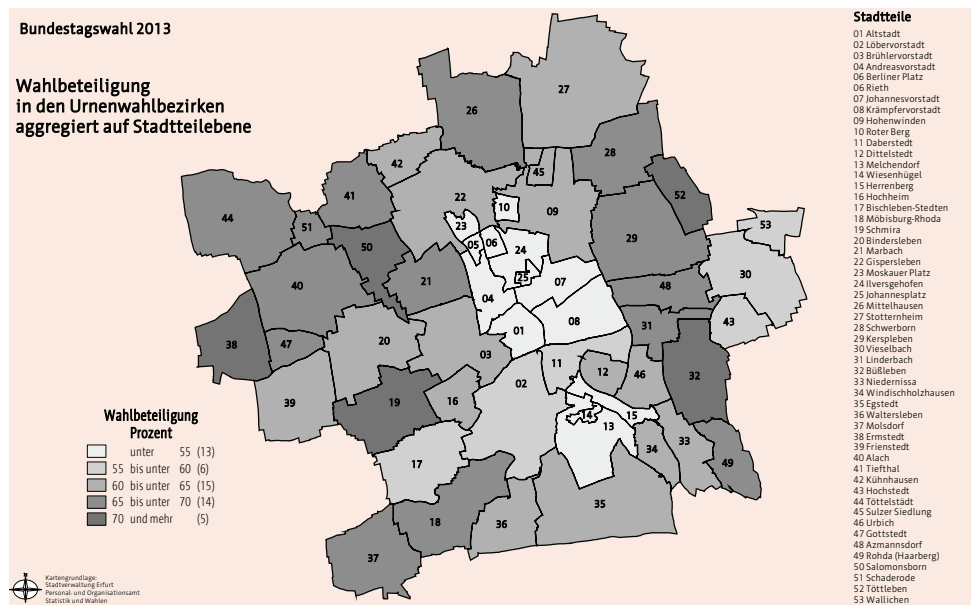 Bundestagswahl 2013
Wahlbeteiligung
in den Urnenwahlbezirken
aggregiert auf Stadtteilebene
27
26
28
42
45
52
41
22
10
09
44
23
53
51
05
06
24
29
50
30
25
21
07
40
48
04
43
08
31
01
20
38
47
03
11
12
46
32
02
39
19
16
14
15
13
34
33
17
49
35
18
36
37
Wahlbeteiligung
Prozent
unter 55 (13)
55 bis unter 60 (6)
60 bis unter 65 (15)
65 bis unter 70 (14)
70 und mehr (5)
Kartengrundlage:
Stadtverwaltung Erfurt
Personal- und Organisationsamt
Statistik und Wahlen
Stadtteile
01 Altstadt
02 Löbervorstadt
03 Brühlervorstadt
04 Andreasvorstadt
06 Berliner Platz
06 Rieth
07 Johannesvorstadt
08 Krämpfervorstadt
09 Hohenwinden
10 Roter Berg
11 Daberstedt
12 Dittelstedt
13 Melchendorf
14 Wiesenhügel
15 Herrenberg
16 Hochheim
17 Bischleben-Stedten
18 Möbisburg-Rhoda
19 Schmira
20 Bindersleben
21 Marbach
22 Gispersleben
23 Moskauer Platz
24 Ilversgehofen
25 Johannesplatz
26 Mittelhausen
27 Stotternheim
28 Schwerborn
29 Kerspleben
30 Vieselbach
31 Linderbach
32 Büßleben
33 Niedernissa
34 Windischholzhausen
35 Egstedt
36 Waltersleben
37 Molsdorf
38 Ermstedt
39 Frienstedt
40 Alach
41 Tiefthal
42 Kühnhausen
43 Hochstedt
44 Töttelstädt
45 Sulzer Siedlung
46 Urbich
47 Gottstedt
48 Azmannsdorf
49 Rohda (Haarberg)
50 Salomonsborn
51 Schaderode
52 Töttleben
53 Wallichen